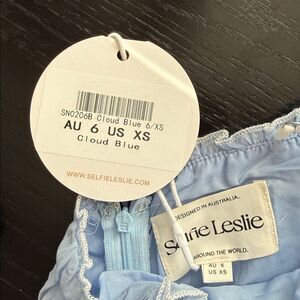 SN0206B Cloud Blue 6/XS
AU 6 US XS
Cloud Blue
WWW.SELFIELESLIE.COM
DESIGNED IN AUSTRALIA.
Selfie Leslie
AROUND THE WORLD.
AU 6
US XS